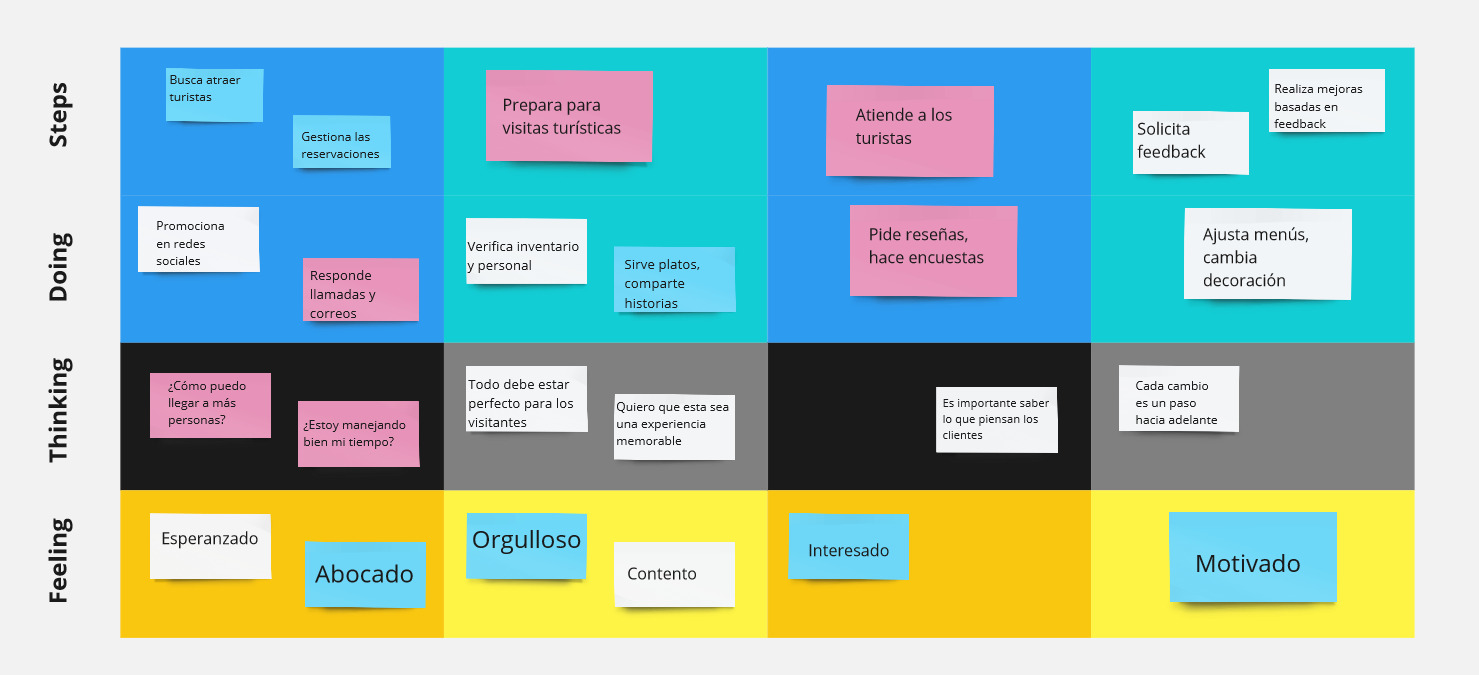 Steps
Busca atraer
turistas
Gestiona las
reservaciones
Prepara para
visitas turísticas
Atiende a los
turistas
Solicita
feedback
Realiza mejoras
basadas en
feedback
Doing
Promociona
en redes
sociales
Responde
llamadas y
correos
Verifica inventario
y personal
Sirve platos,
comparte
historias
Pide reseñas,
hace encuestas
Ajusta menús,
cambia
decoración
Thinking
¿Cómo puedo
llegar a más
personas?
¿Estoy manejando
bien mi tiempo?
Todo debe estar
perfecto para los
visitantes
Quiero que esta sea
una experiencia
memorable
Es importante saber
lo que piensan los
clientes
Cada cambio
es un paso
hacia adelante
Feeling
Esperanzado
Abocado
Orgulloso
Contento
Interesado
Motivado